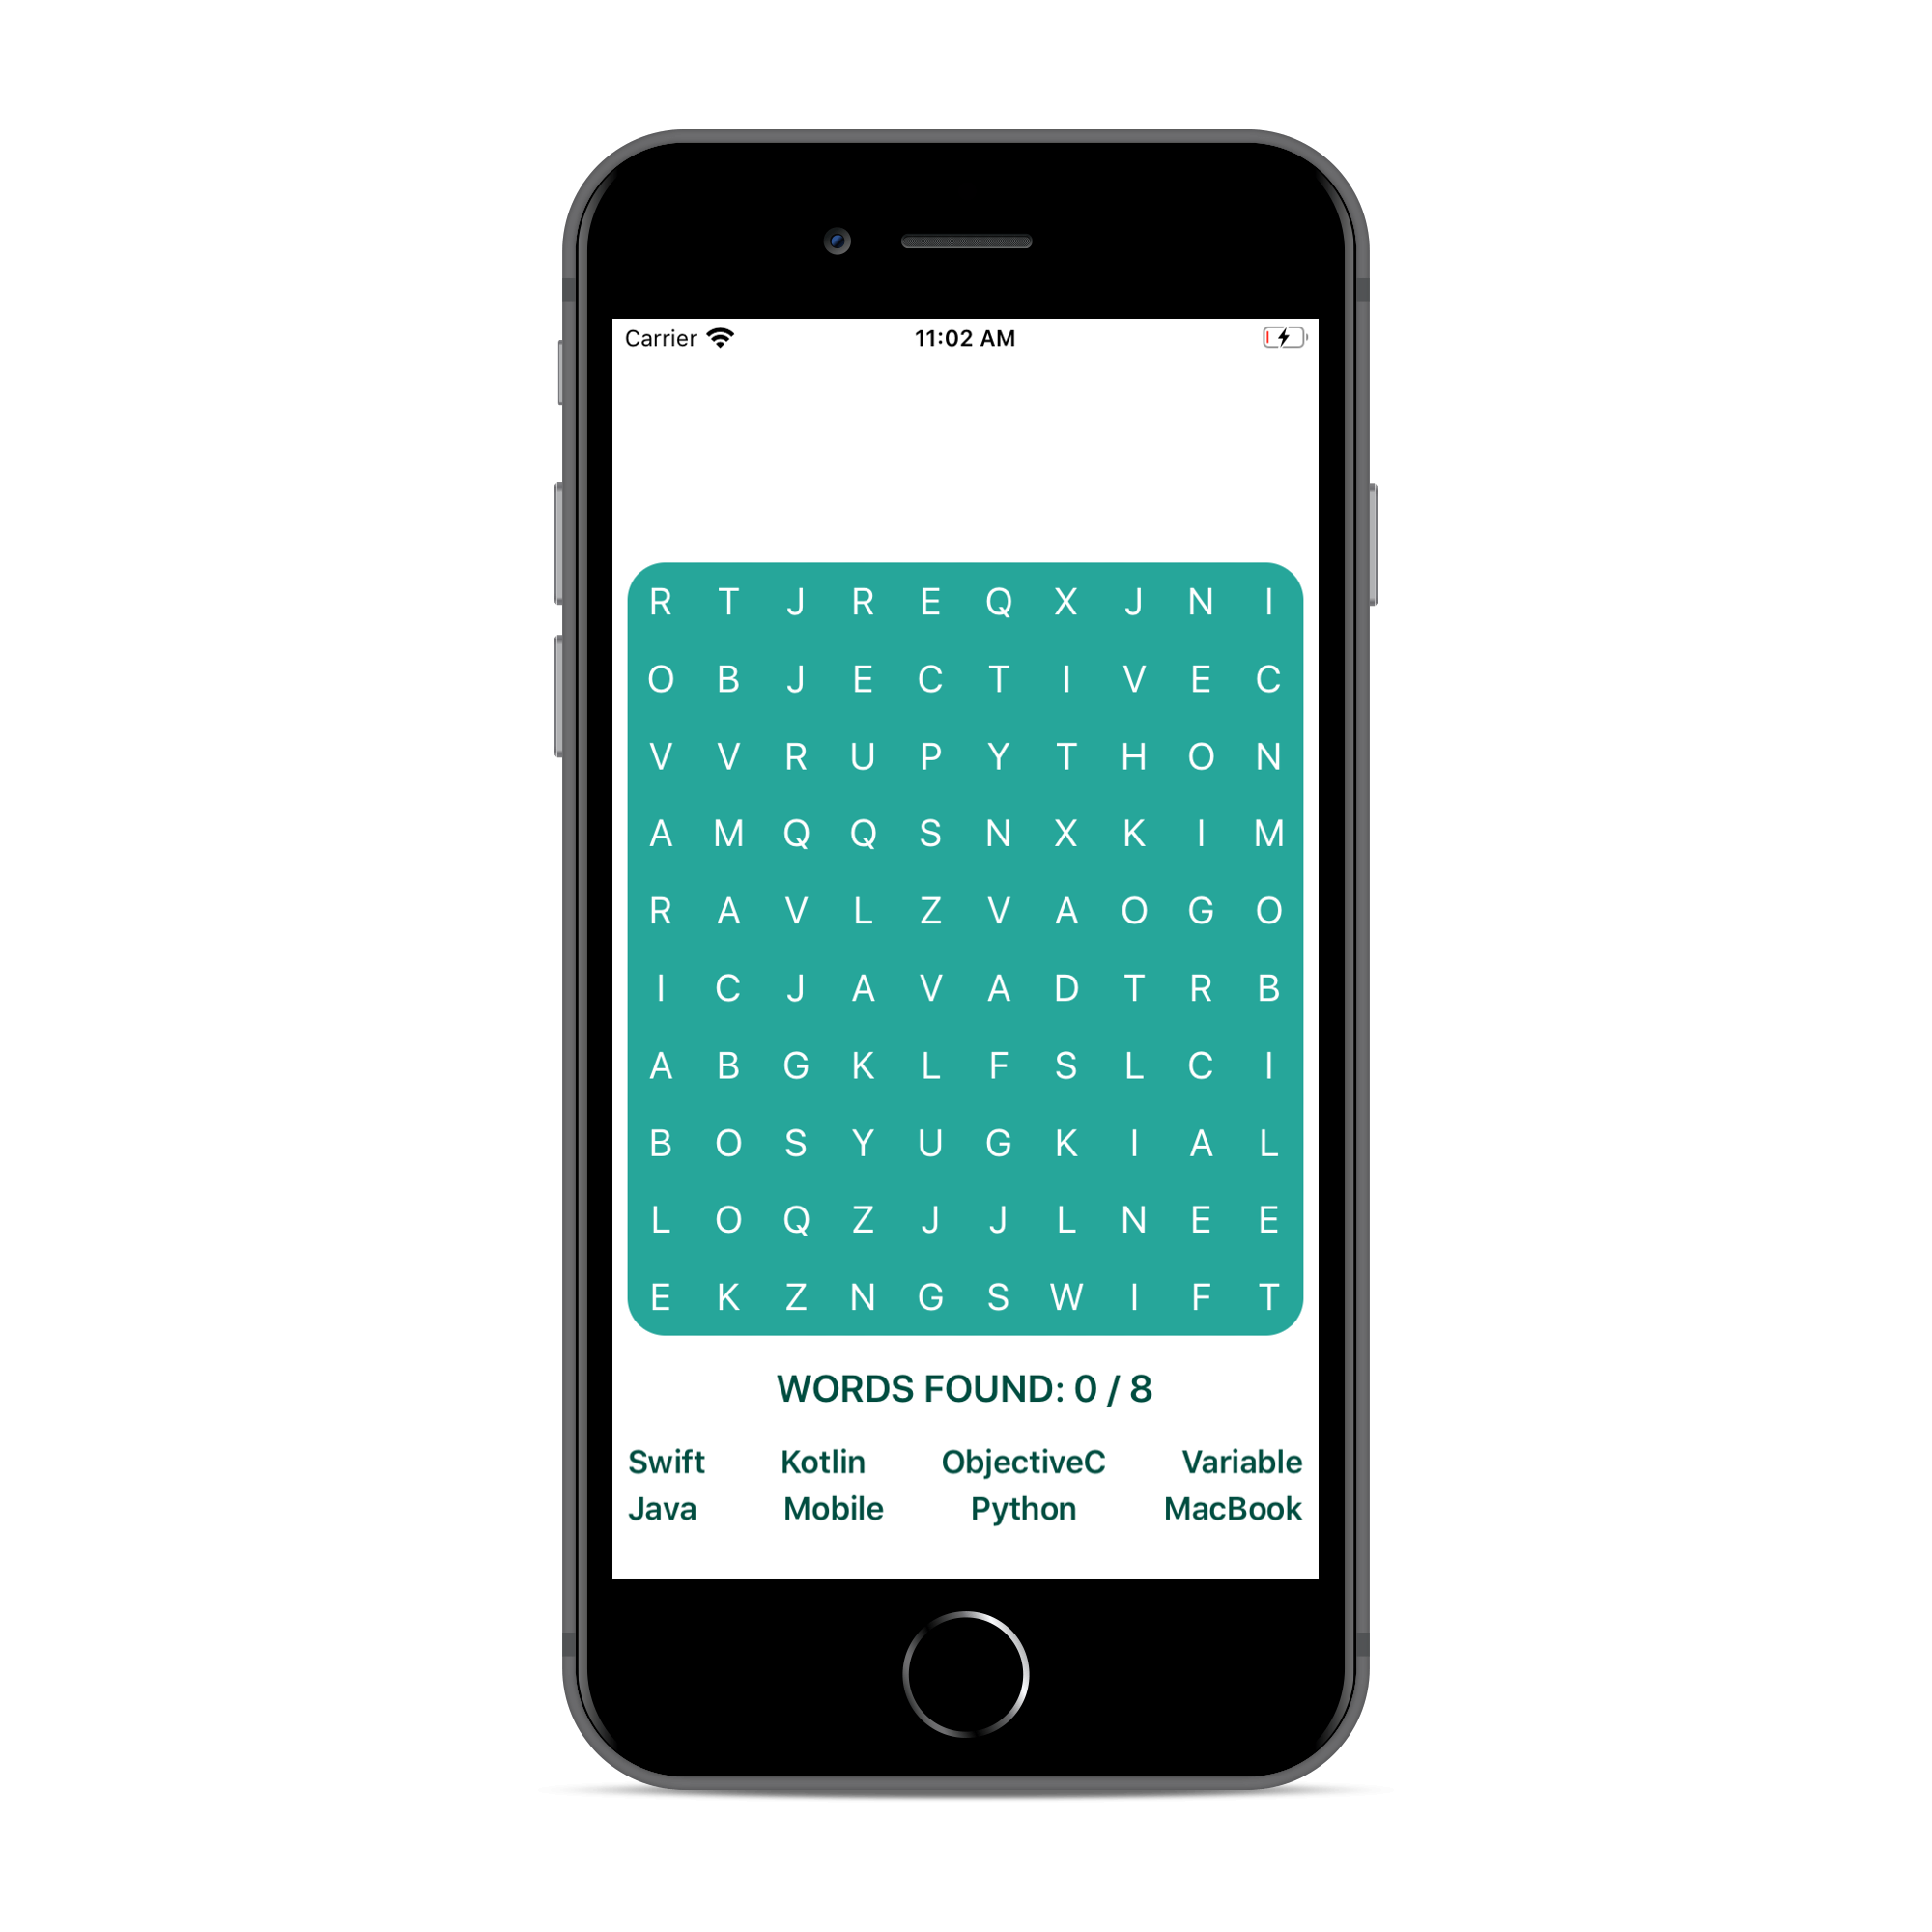 Carrier 11:02 AM
R T J R E Q X J N I
O B J E C T I V E C
V V R U P Y T H O N
A M Q Q S N X K I M
R A V L Z V A O G O
I C J A V A D T R B
A B G K L F S L C I
B O S Y U G K I A L
L O Q Z J J L N E E
E K Z N G S W I F T
WORDS FOUND: 0 / 8
Swift Kotlin ObjectiveC Variable
Java Mobile Python MacBook